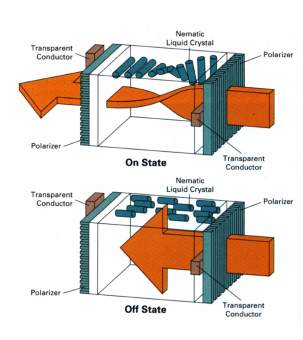 Nematic
Liquid Crystal
Transparent
Conductor
Polarizer
Polarizer
Transparent
Conductor
On State
Nematic
Liquid Crystal
Transparent
Conductor
Polarizer
Polarizer
Transparent
Conductor
Off State